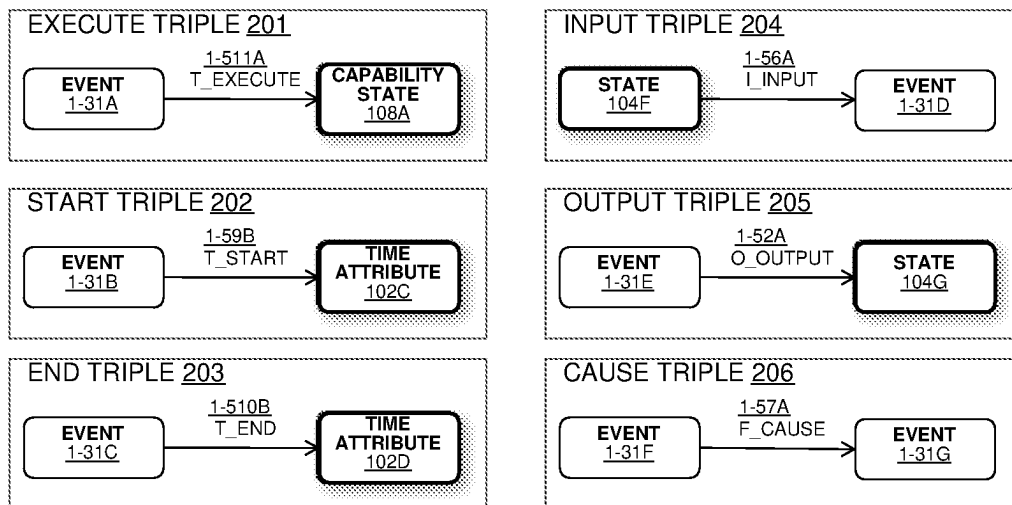 EXECUTE TRIPLE 201
EVENT
1-31A
1-511A
T_EXECUTE
CAPABILITY
STATE
108A
INPUT TRIPLE 204
STATE
104F
1-56A
I_INPUT
EVENT
1-31D
START TRIPLE 202
EVENT
1-31B
1-59B
T_START
TIME
ATTRIBUTE
102C
OUTPUT TRIPLE 205
EVENT
1-31E
1-52A
O_OUTPUT
STATE
104G
END TRIPLE 203
EVENT
1-31C
1-510B
T_END
TIME
ATTRIBUTE
102D
CAUSE TRIPLE 206
EVENT
1-31F
1-57A
F_CAUSE
EVENT
1-31G